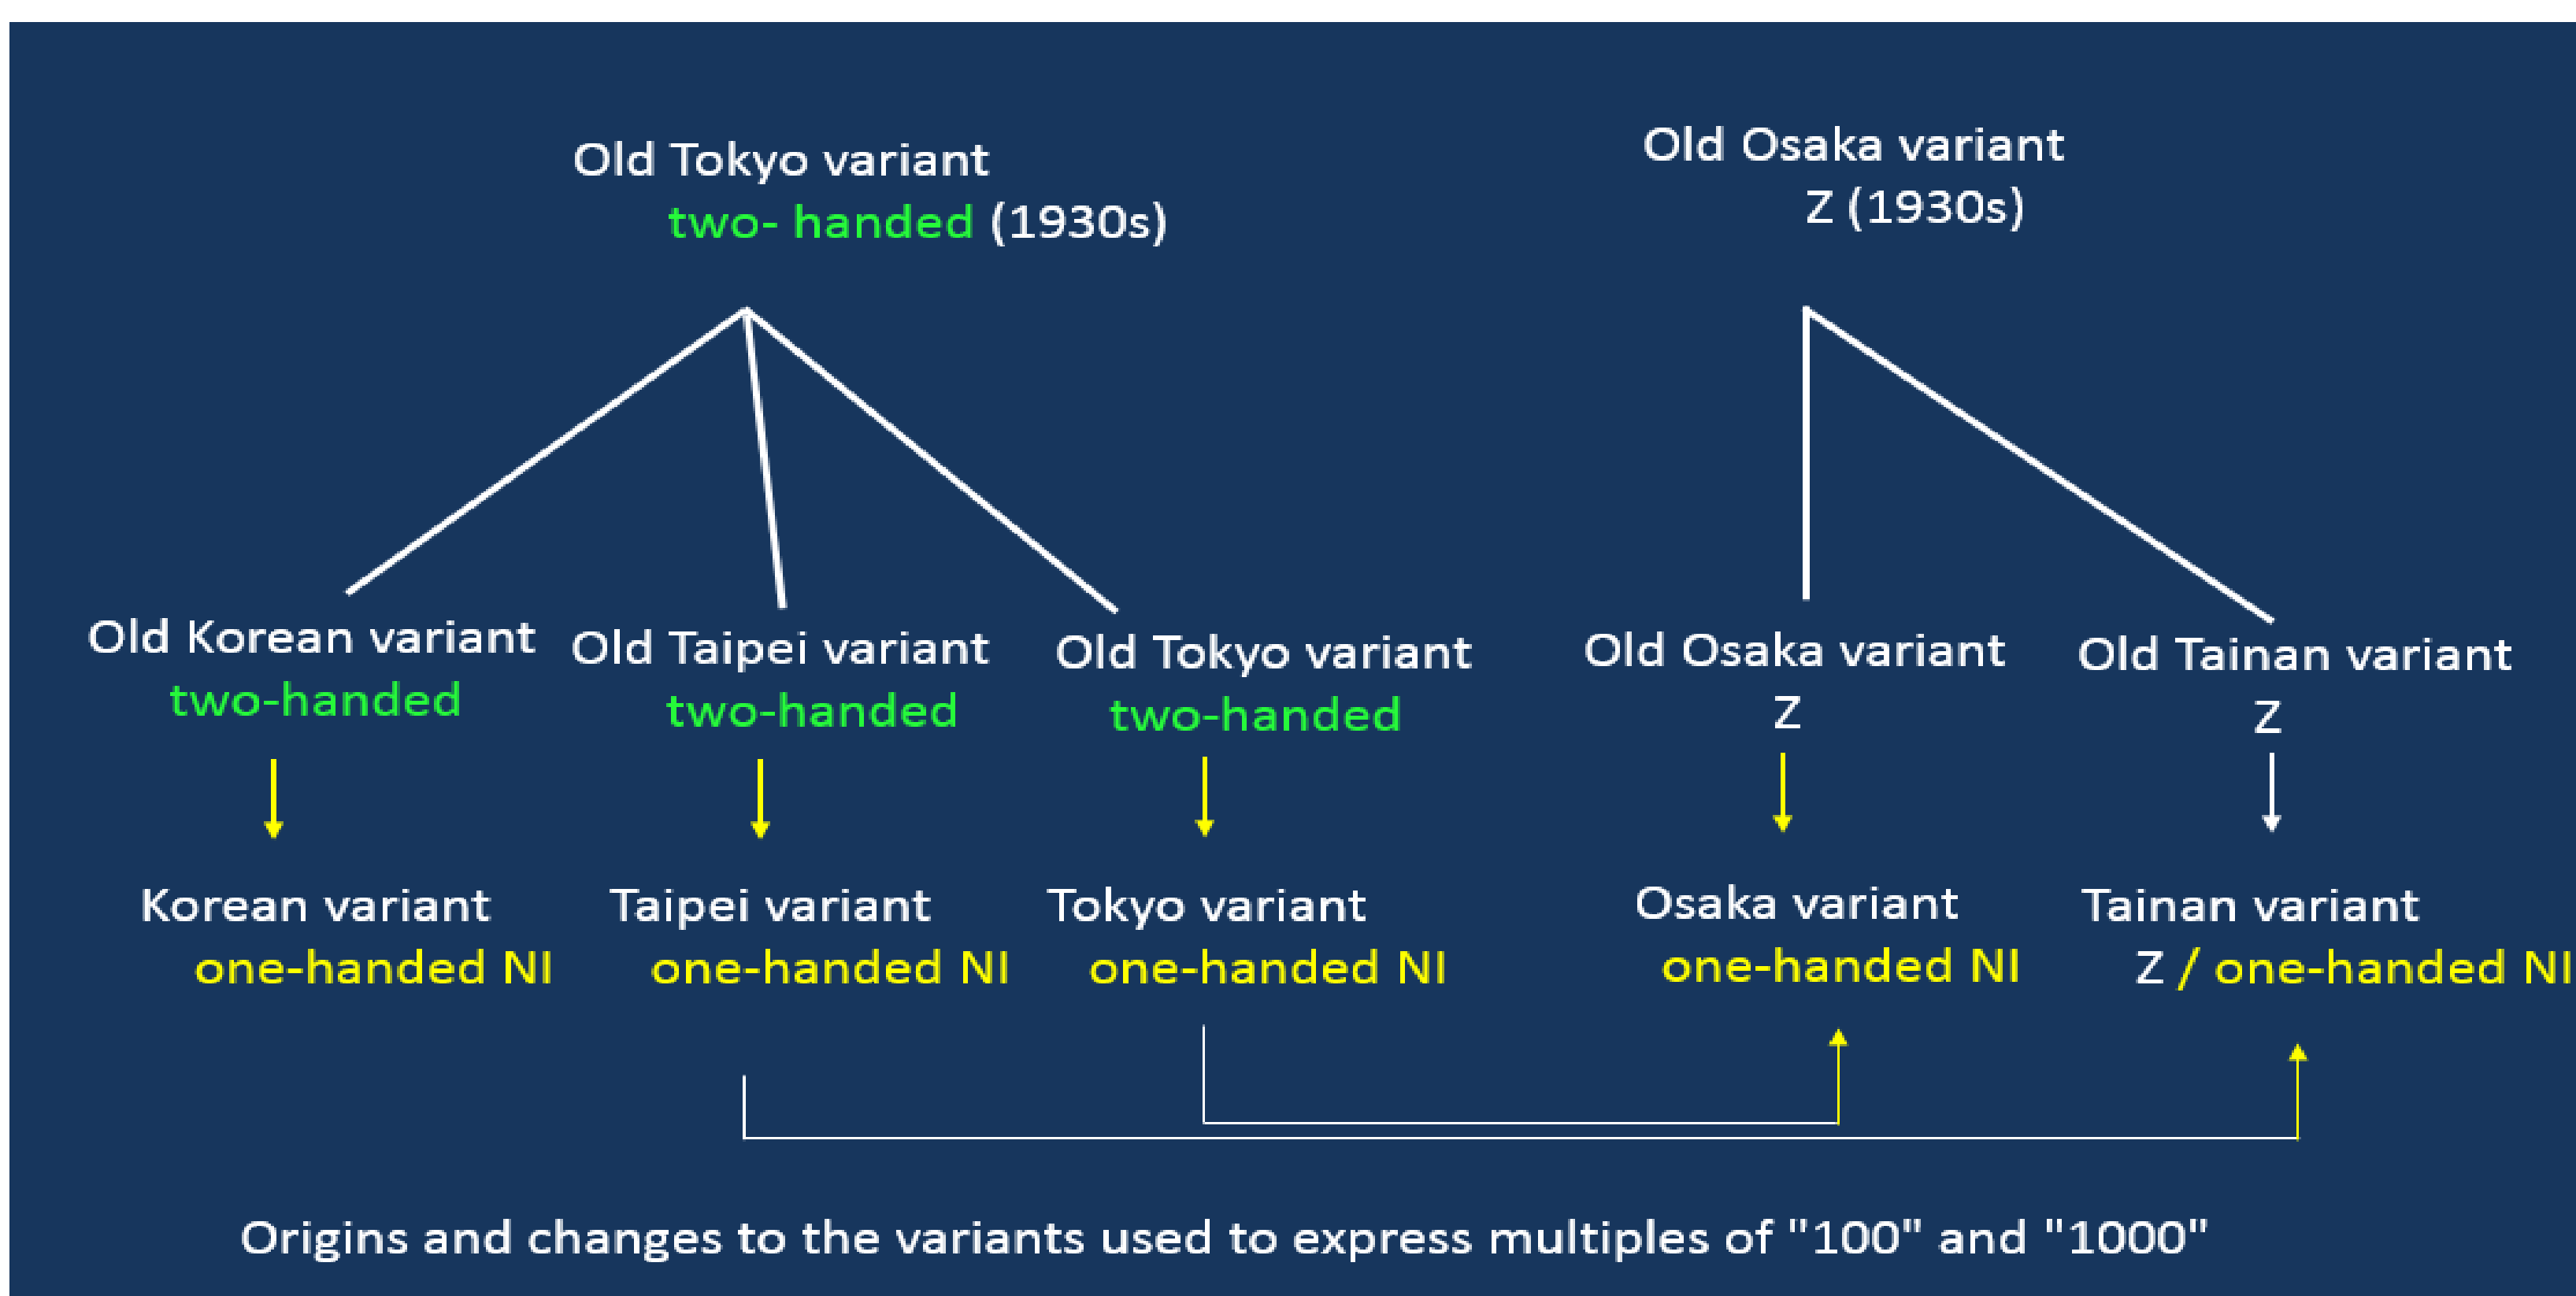 Old Tokyo variant
two- handed (1930s)
Old Osaka variant
Z (1930s)
Old Korean variant
two-handed
Old Taipei variant
two-handed
Old Tokyo variant
two-handed
Old Osaka variant
Z
Old Tainan variant
Z
Korean variant
one-handed NI
Taipei variant
one-handed NI
Tokyo variant
one-handed NI
Osaka variant
one-handed NI
Tainan variant
Z / one-handed NI
Origins and changes to the variants used to express multiples of "100" and "1000"